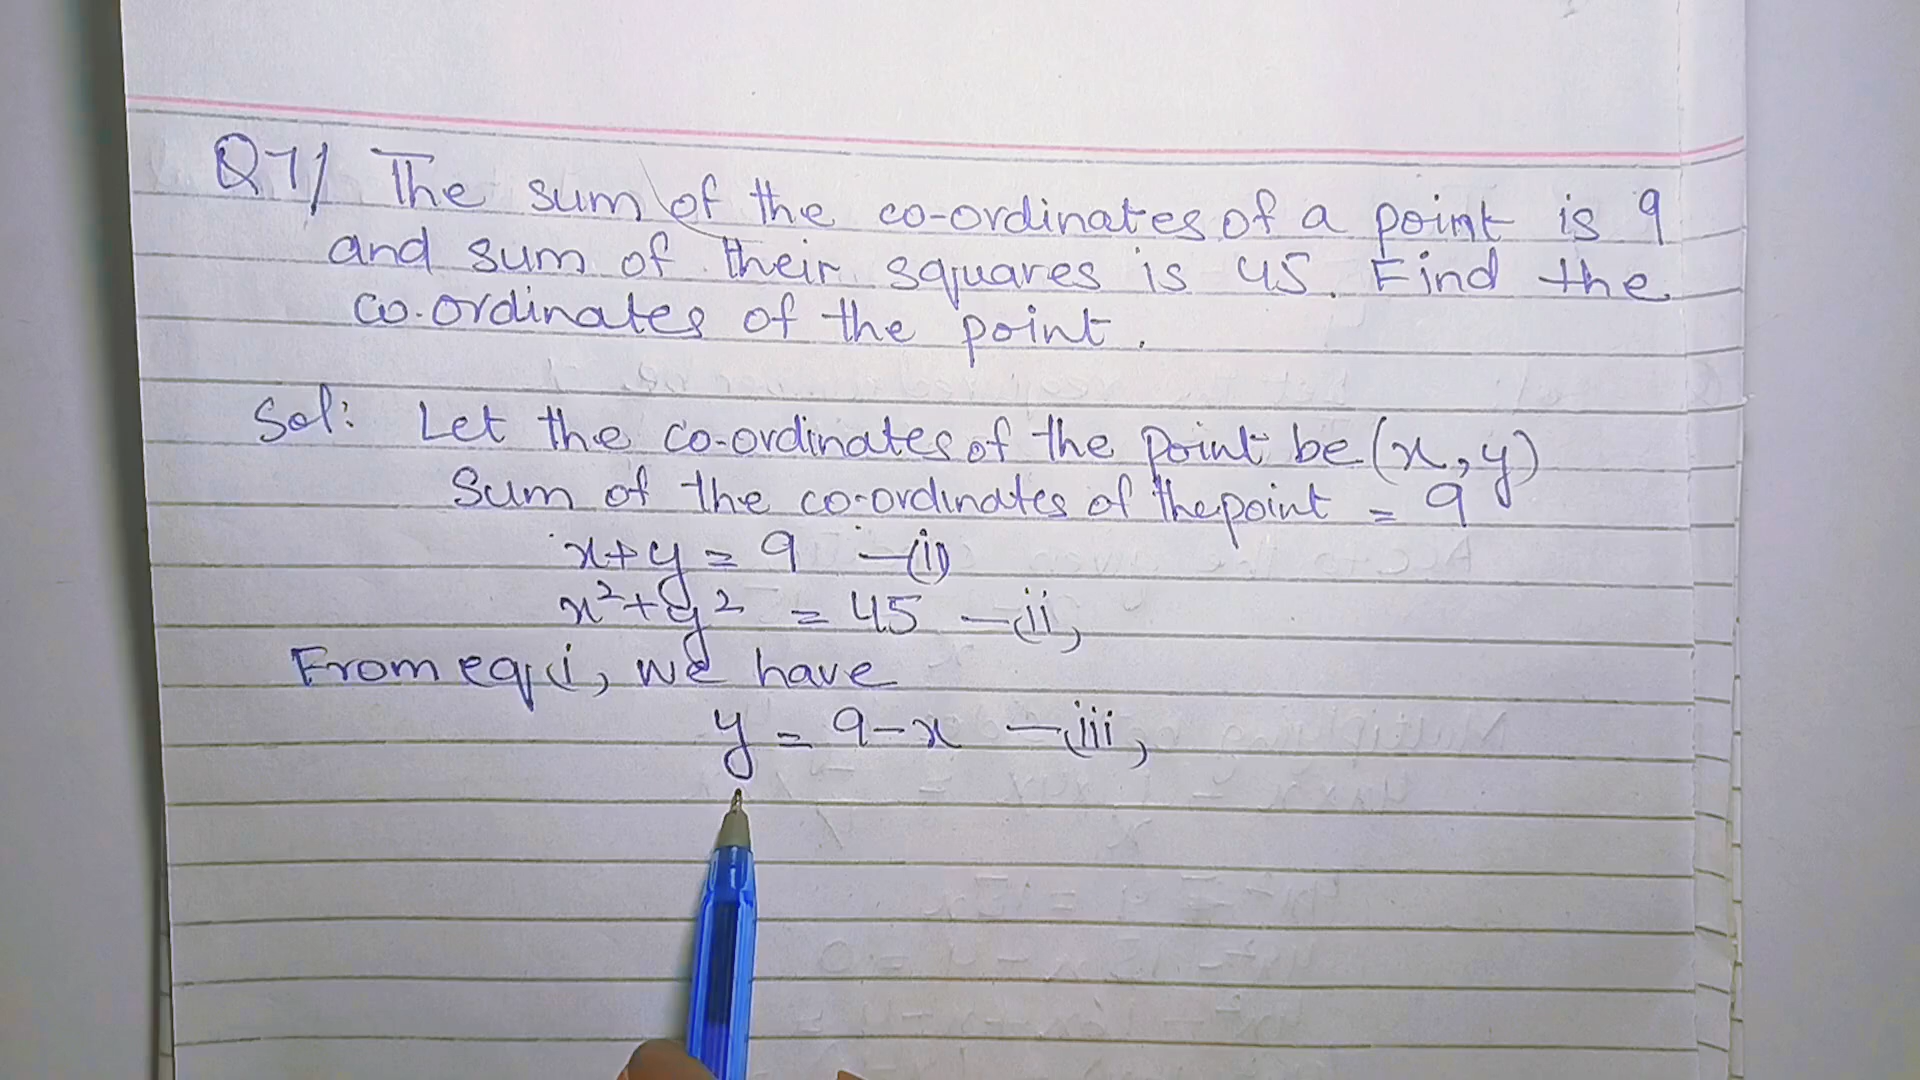 Q7/ The sum of the co-ordinates of a point is 9
and sum of their squares is 45. Find the
co.ordinates of the point.
Sol: Let the co-ordinates of the point be (x, y)
Sum of the co-ordinates of the point = 9
x+y = 9 —(i)
x²+y² = 45 —(ii)
From eq(i) we have
y = 9-x —(iii)